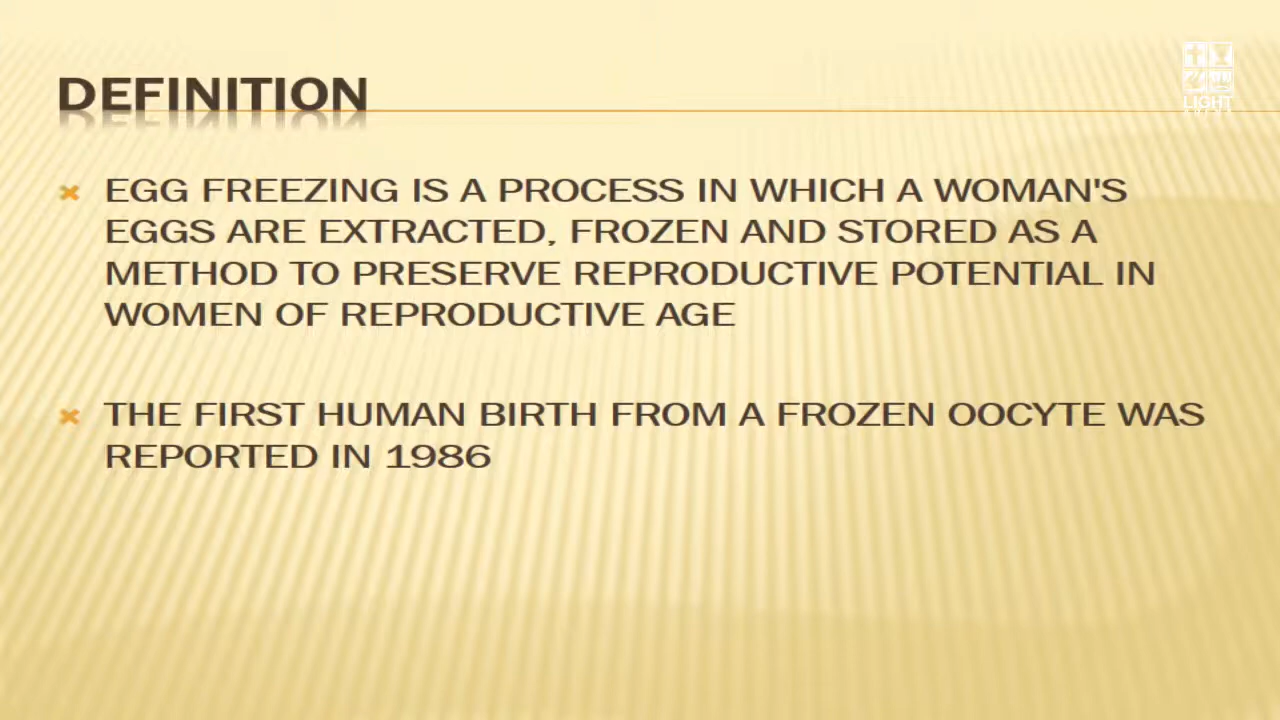 DEFINITION
LIGHT
EGG FREEZING IS A PROCESS IN WHICH A WOMAN'S
EGGS ARE EXTRACTED, FROZEN AND STORED AS A
METHOD TO PRESERVE REPRODUCTIVE POTENTIAL IN
WOMEN OF REPRODUCTIVE AGE
THE FIRST HUMAN BIRTH FROM A FROZEN OOCYTE WAS
REPORTED IN 1986